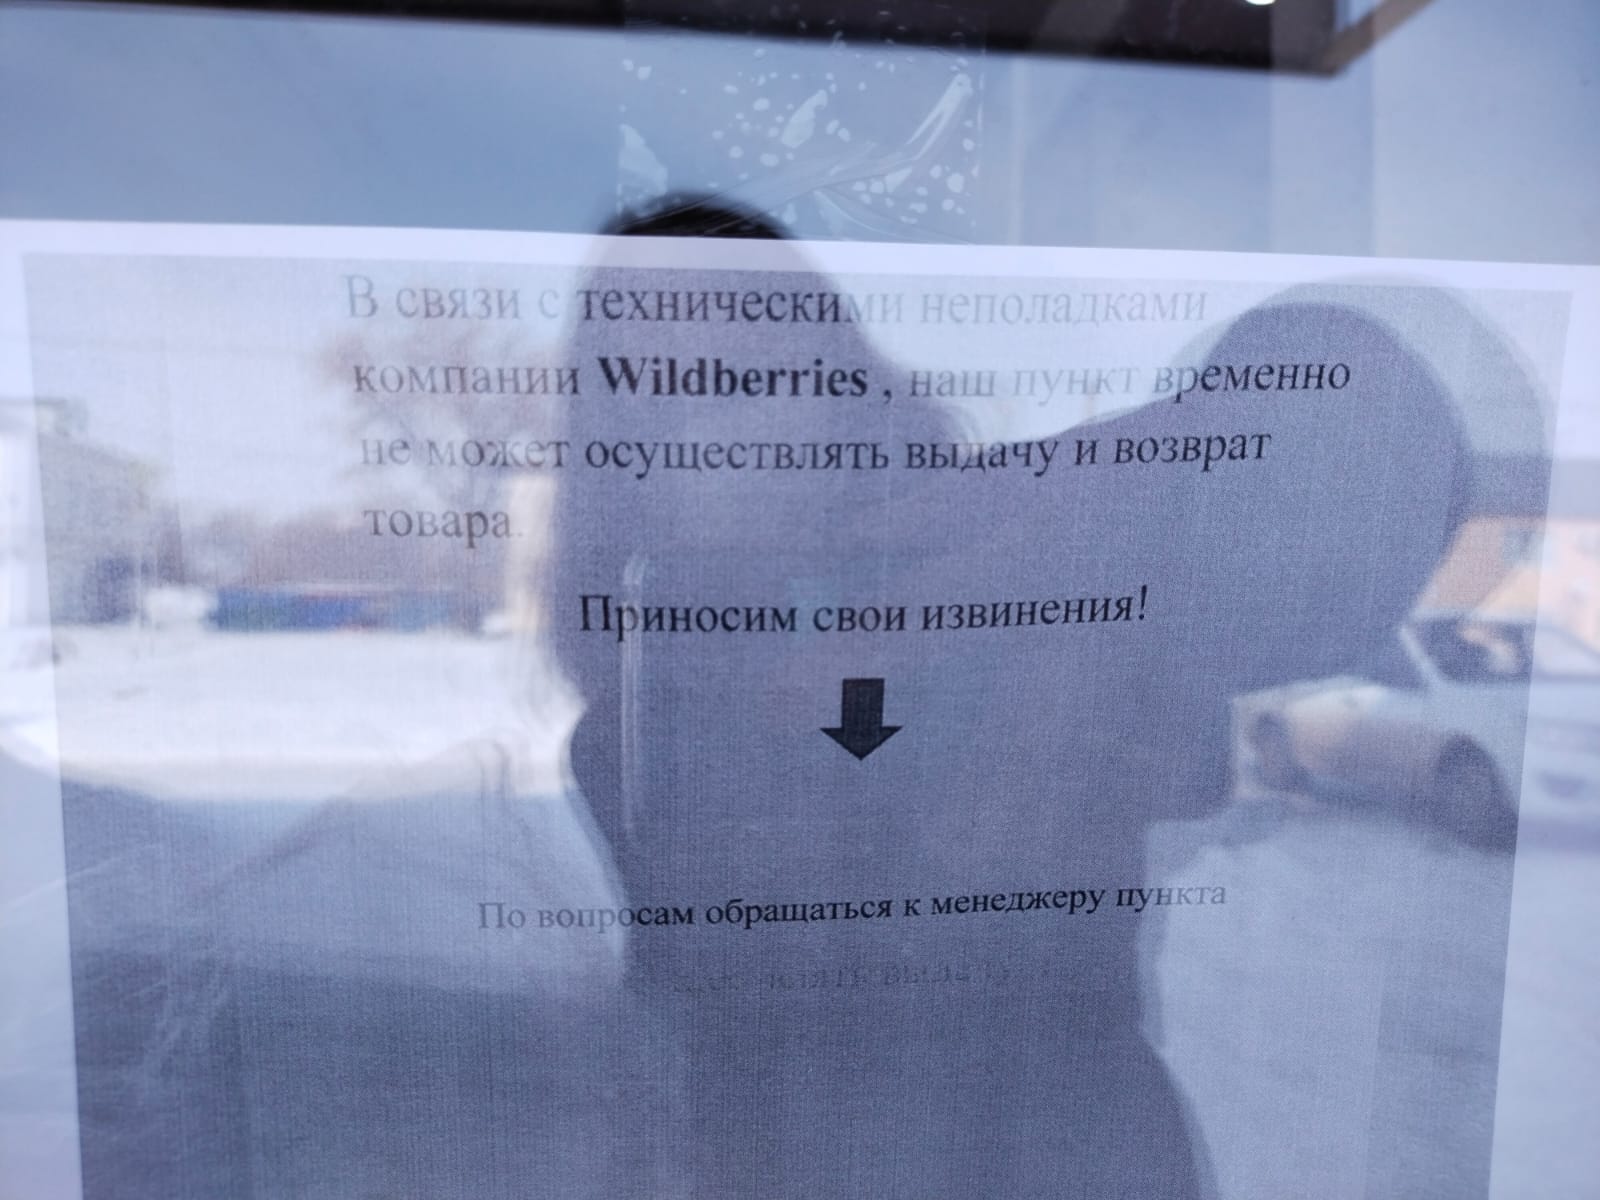 В связи с техническими неполадками
компании Wildberries , наш пункт временно
не может осуществлять выдачу и возврат
товара.
Приносим свои извинения!
По вопросам обращаться к менеджеру пункта